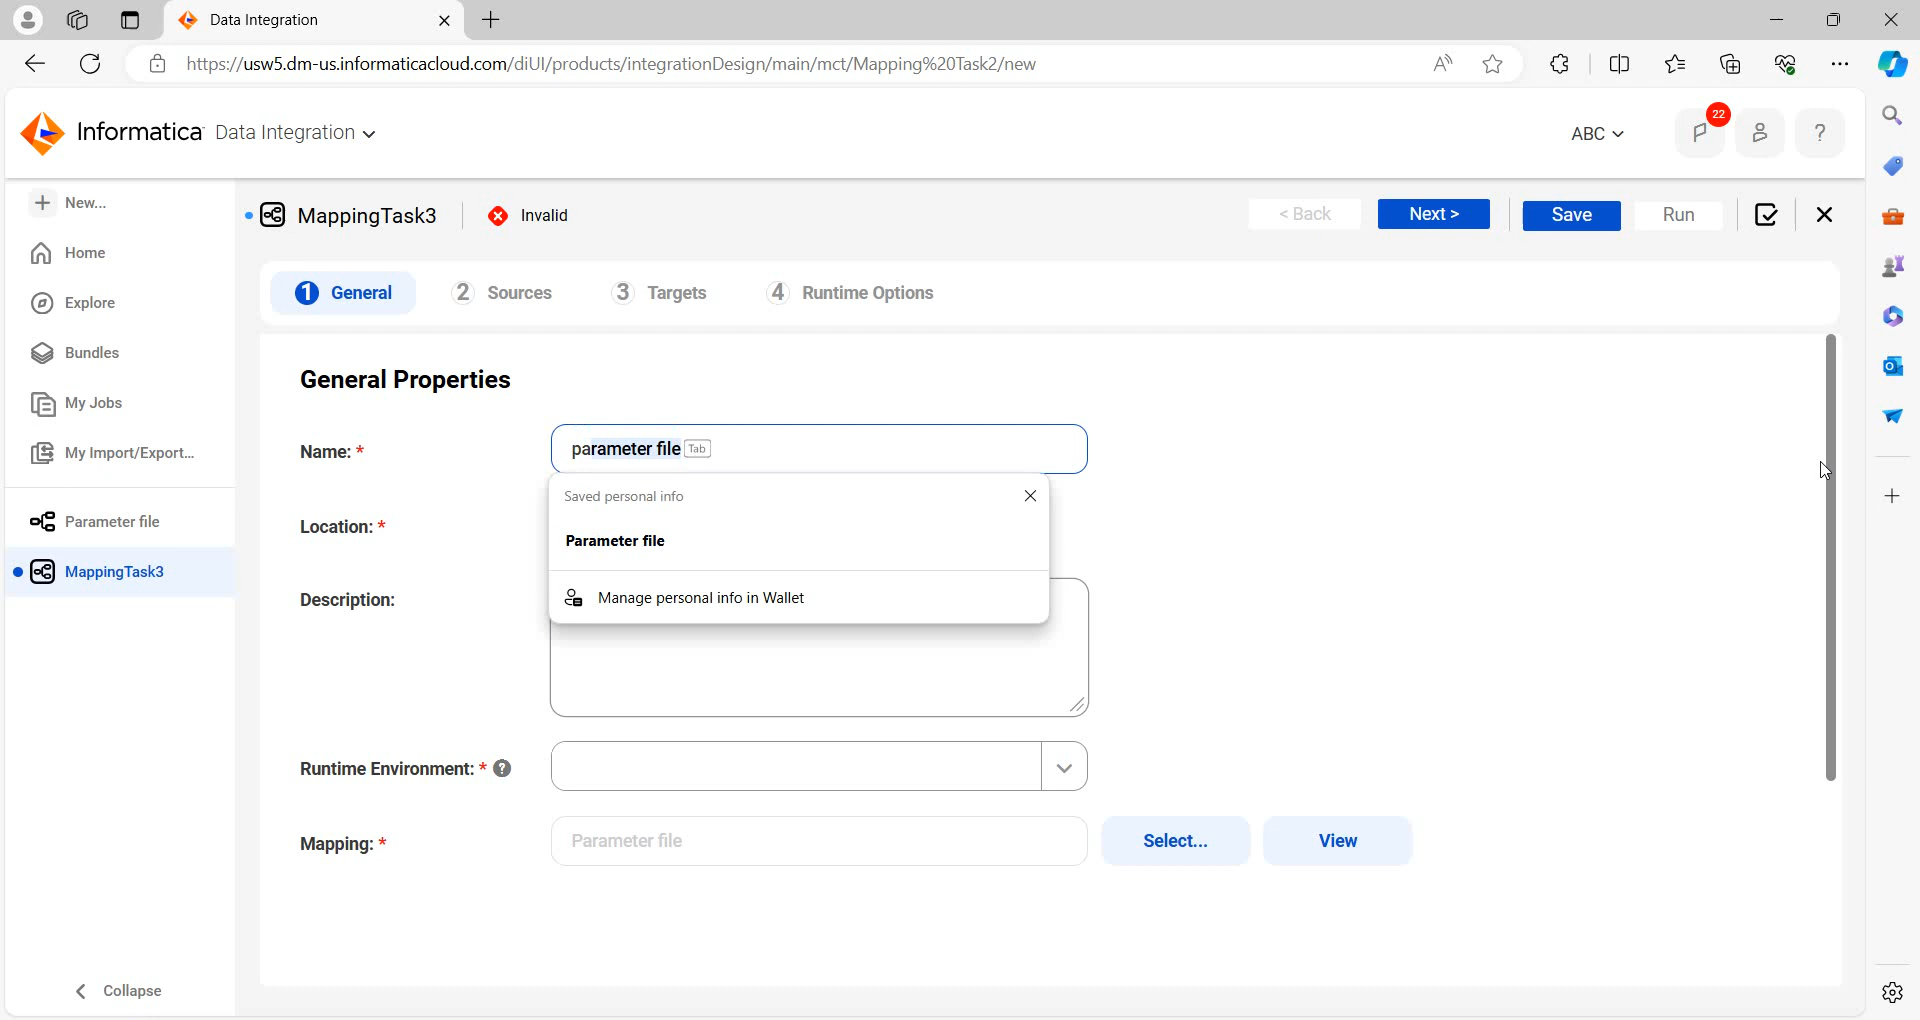 Data Integration
https://usw5.dm-us.informaticacloud.com/diUI/products/integrationDesign/main/mct/Mapping%20Task2/new
Informatica Data Integration
ABC
22
?
New...
Home
Explore
Bundles
My Jobs
My Import/Export...
Parameter file
MappingTask3
Collapse
MappingTask3
Invalid
< Back
Next >
Save
Run
1 General
2 Sources
3 Targets
4 Runtime Options
General Properties
Name: *
parameter file Tab
Saved personal info
Parameter file
Manage personal info in Wallet
Location: *
Description:
Runtime Environment: * ?
Mapping: *
Parameter file
Select...
View